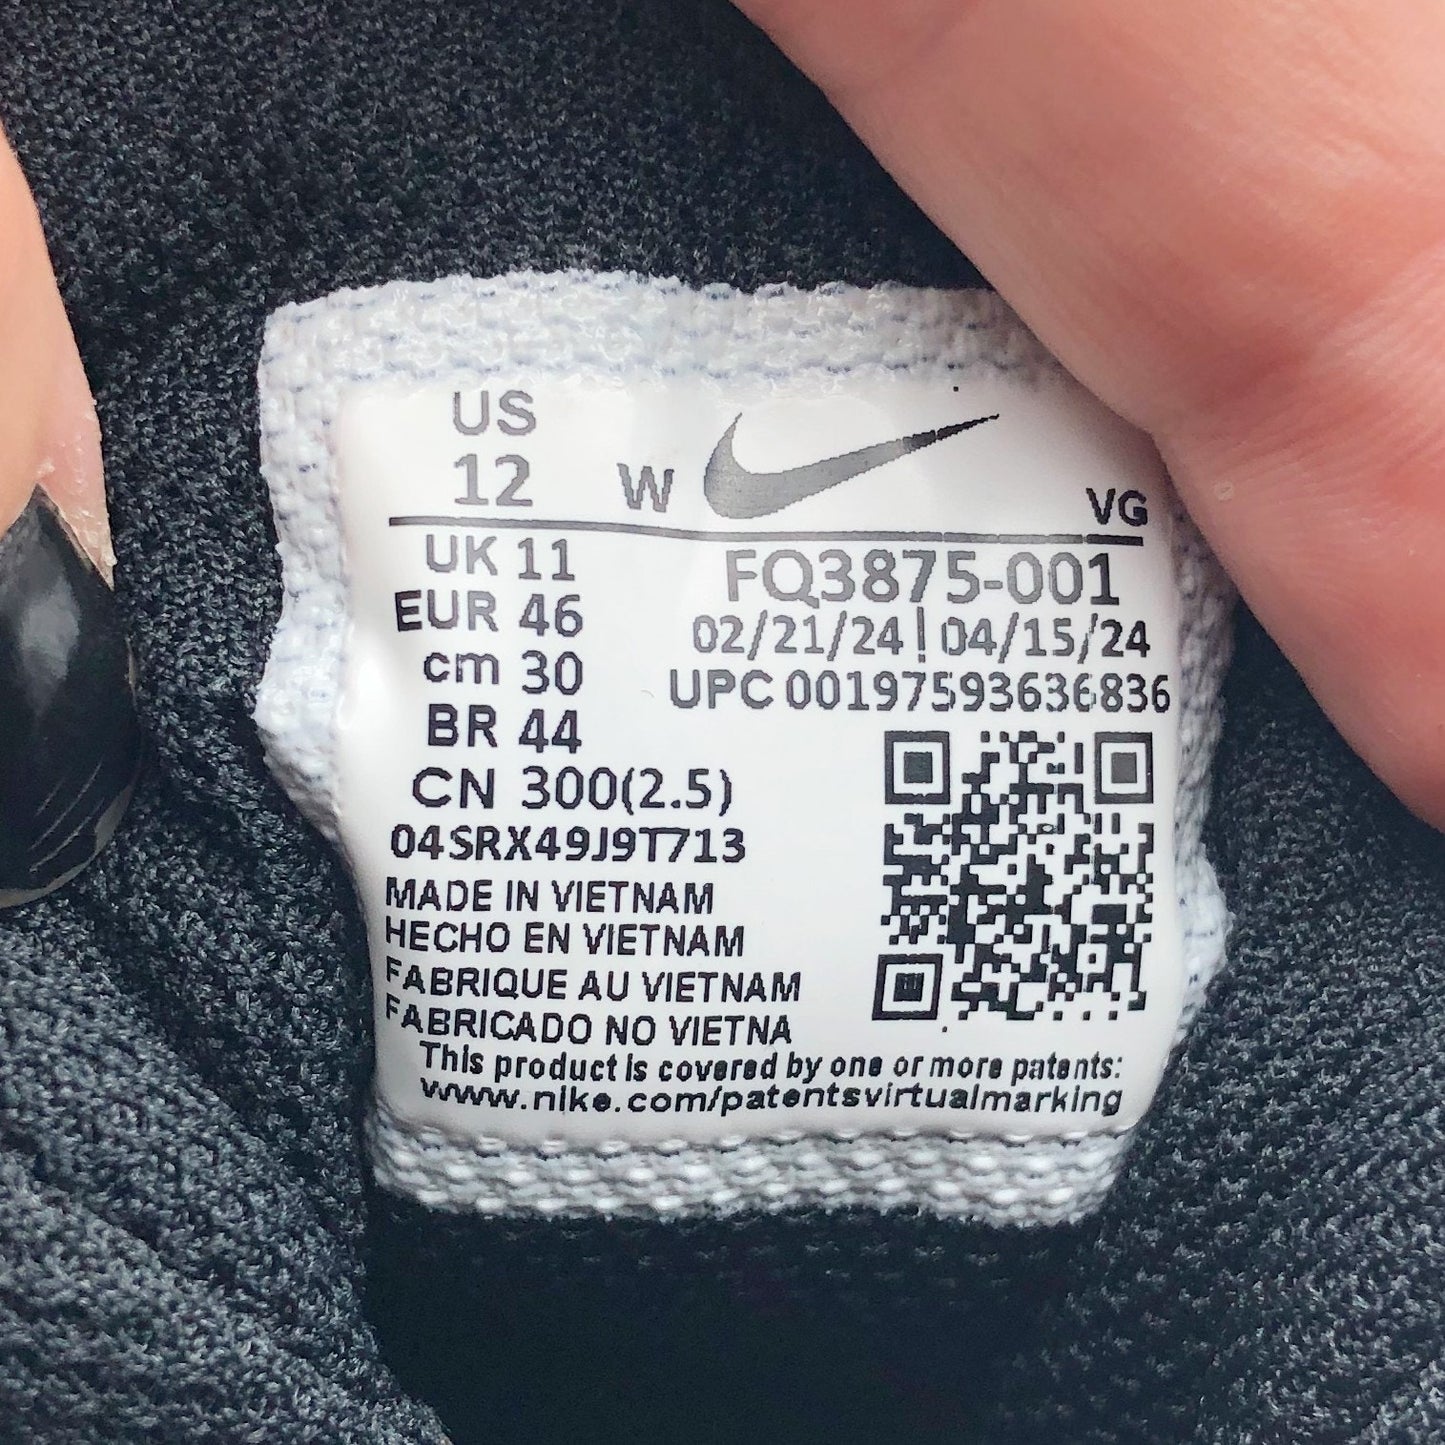 US
12 W VG
UK 11 FQ3875-001
EUR 46 02/21/24 | 04/15/24
cm 30 UPC 00197593636836
BR 44
CN 300(2.5)
04SRX49J9T713
MADE IN VIETNAM
HECHO EN VIETNAM
FABRIQUE AU VIETNAM
FABRICADO NO VIETNA
This product is covered by one or more patents:
www.nike.com/patentsvirtualmarking